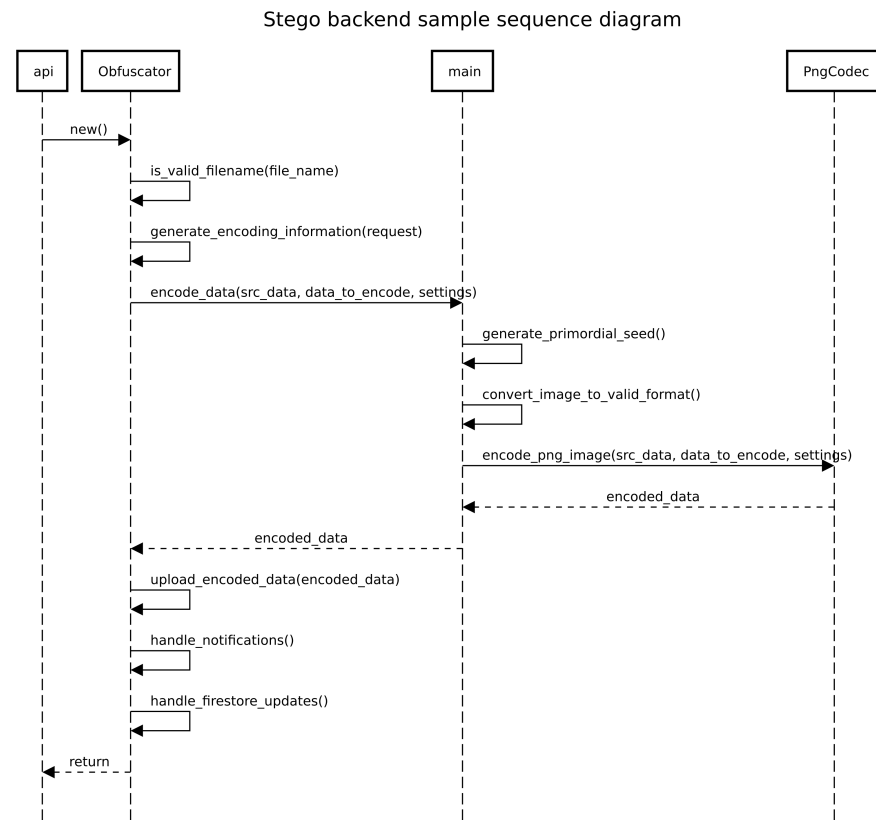 Stego backend sample sequence diagram
api Obfuscator main PngCodec
new()
is_valid_filename(file_name)
generate_encoding_information(request)
encode_data(src_data, data_to_encode, settings)
generate_primordial_seed()
convert_image_to_valid_format()
encode_png_image(src_data, data_to_encode, settings)
encoded_data
encoded_data
upload_encoded_data(encoded_data)
handle_notifications()
handle_firestore_updates()
return